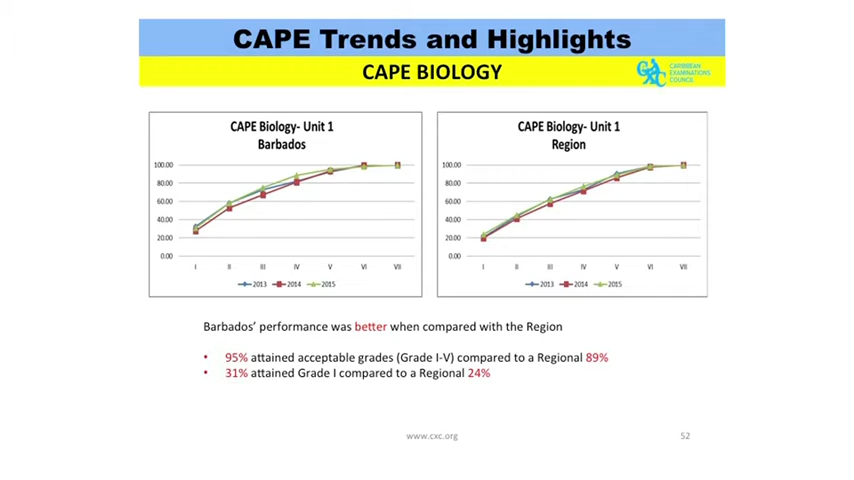 CAPE Trends and Highlights
CAPE BIOLOGY
CARIBBEAN
EXAMINATIONS
COUNCIL
CAPE Biology- Unit 1
Barbados
100.00
80.00
60.00
40.00
20.00
0.00
I II III IV V VI VII
2013 2014 2015
CAPE Biology- Unit 1
Region
100.00
80.00
60.00
40.00
20.00
0.00
I II III IV V VI VII
2013 2014 2015
Barbados' performance was better when compared with the Region
• 95% attained acceptable grades (Grade I-V) compared to a Regional 89%
• 31% attained Grade I compared to a Regional 24%
www.cxc.org
52